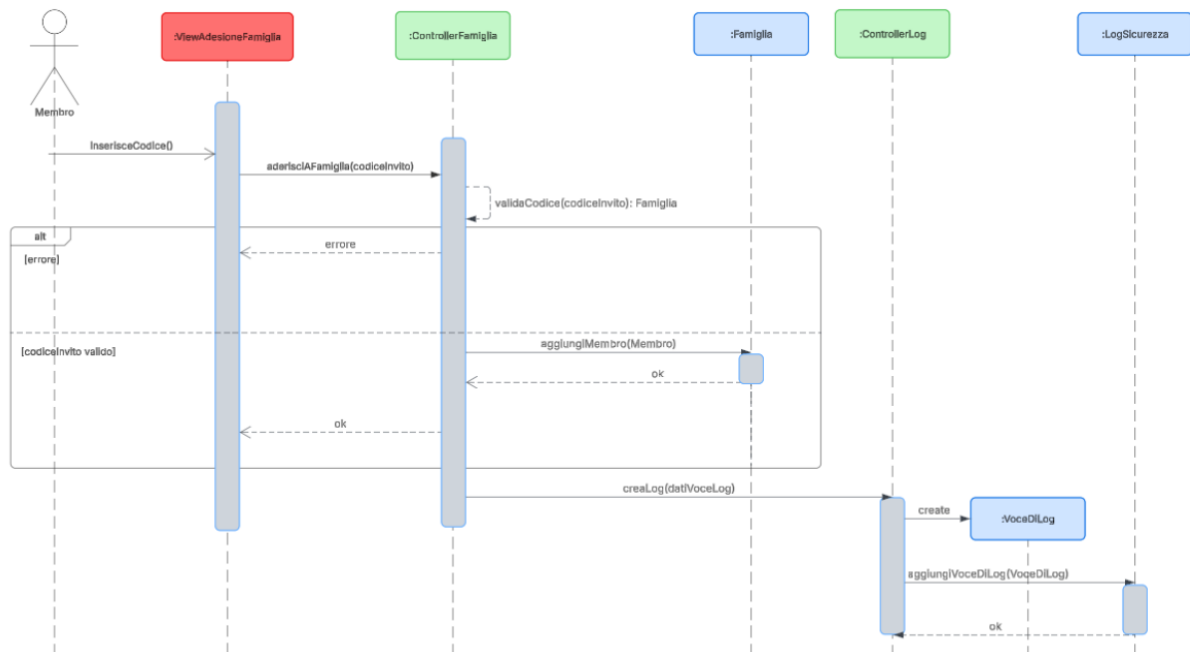 :ViewAdesioneFamiglia
:ControllerFamiglia
:Famiglia
:ControllerLog
:LogSicurezza
Membro
inserisceCodice()
aderisciAFamiglia(codiceInvito)
validaCodice(codiceInvito): Famiglia
alt
[errore]
errore
[codiceInvito valido]
aggiungiMembro(Membro)
ok
ok
creaLog(datiVoceLog)
create
:VoceDiLog
aggiungiVoceDiLog(VoceDiLog)
ok